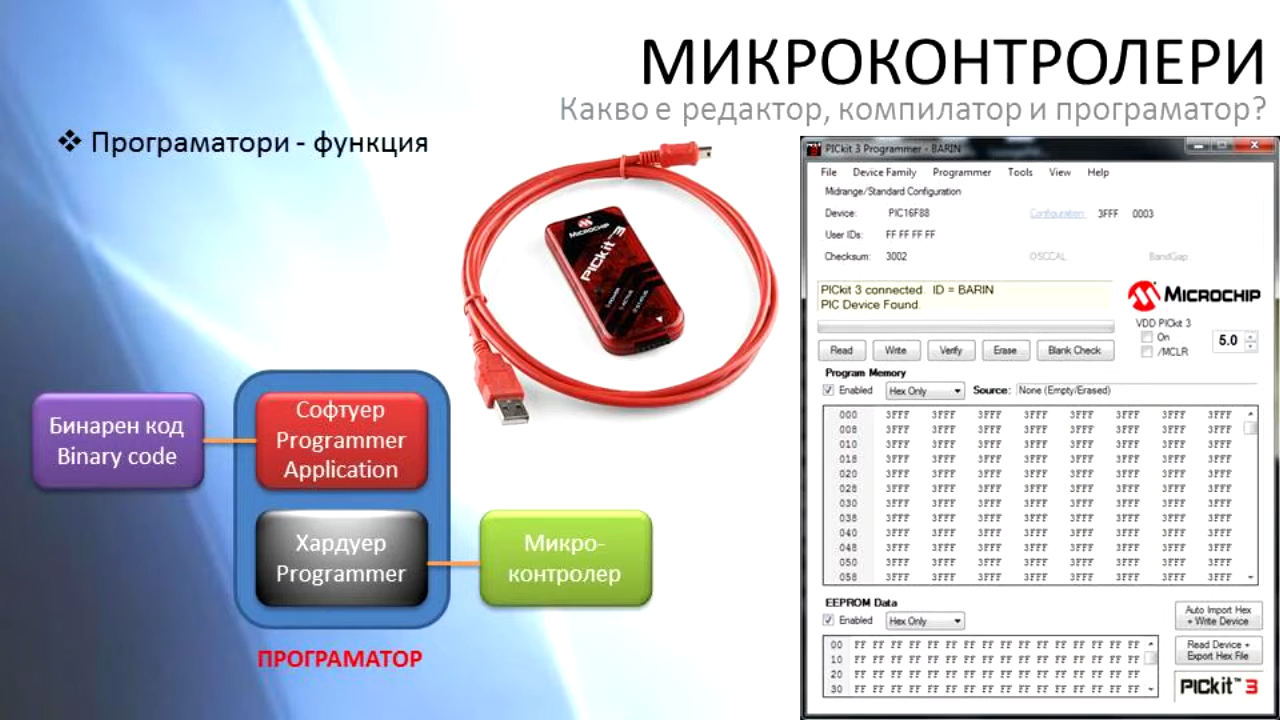 МИКРОКОНТРОЛЕРИ
Какво е редактор, компилатор и програматор?
❖ Програматори - функция
MICROCHIP
PICkit™ 3
POWER
ACTIVE
STATUS
Бинарен код
Binary code
Софтуер
Programmer
Application
Хардуер
Programmer
Микро-
контролер
ПРОГРАМАТОР
PICkit 3 Programmer - BARIN
File Device Family Programmer Tools View Help
Midrange/Standard Configuration
Device: PIC16F88 Configuration: 3FFF 0003
User IDs: FF FF FF FF
Checksum: 3002 OSCCAL BandGap
PICkit 3 connected. ID = BARIN
PIC Device Found.
MICROCHIP
VDD PICkit 3
On
/MCLR
5.0
Read Write Verify Erase Blank Check
Program Memory
Enabled Hex Only Source: None (Empty/Erased)
000 3FFF 3FFF 3FFF 3FFF 3FFF 3FFF 3FFF 3FFF
008 3FFF 3FFF 3FFF 3FFF 3FFF 3FFF 3FFF 3FFF
010 3FFF 3FFF 3FFF 3FFF 3FFF 3FFF 3FFF 3FFF
018 3FFF 3FFF 3FFF 3FFF 3FFF 3FFF 3FFF 3FFF
020 3FFF 3FFF 3FFF 3FFF 3FFF 3FFF 3FFF 3FFF
028 3FFF 3FFF 3FFF 3FFF 3FFF 3FFF 3FFF 3FFF
030 3FFF 3FFF 3FFF 3FFF 3FFF 3FFF 3FFF 3FFF
038 3FFF 3FFF 3FFF 3FFF 3FFF 3FFF 3FFF 3FFF
040 3FFF 3FFF 3FFF 3FFF 3FFF 3FFF 3FFF 3FFF
048 3FFF 3FFF 3FFF 3FFF 3FFF 3FFF 3FFF 3FFF
050 3FFF 3FFF 3FFF 3FFF 3FFF 3FFF 3FFF 3FFF
058 3FFF 3FFF 3FFF 3FFF 3FFF 3FFF 3FFF 3FFF
EEPROM Data
Enabled Hex Only
Auto Import Hex
+ Write Device
Read Device +
Export Hex File
00 FF FF FF FF FF FF FF FF FF FF FF FF FF FF FF FF
10 FF FF FF FF FF FF FF FF FF FF FF FF FF FF FF FF
20 FF FF FF FF FF FF FF FF FF FF FF FF FF FF FF FF
30 FF FF FF FF FF FF FF FF FF FF FF FF FF FF FF FF
PICkit™ 3